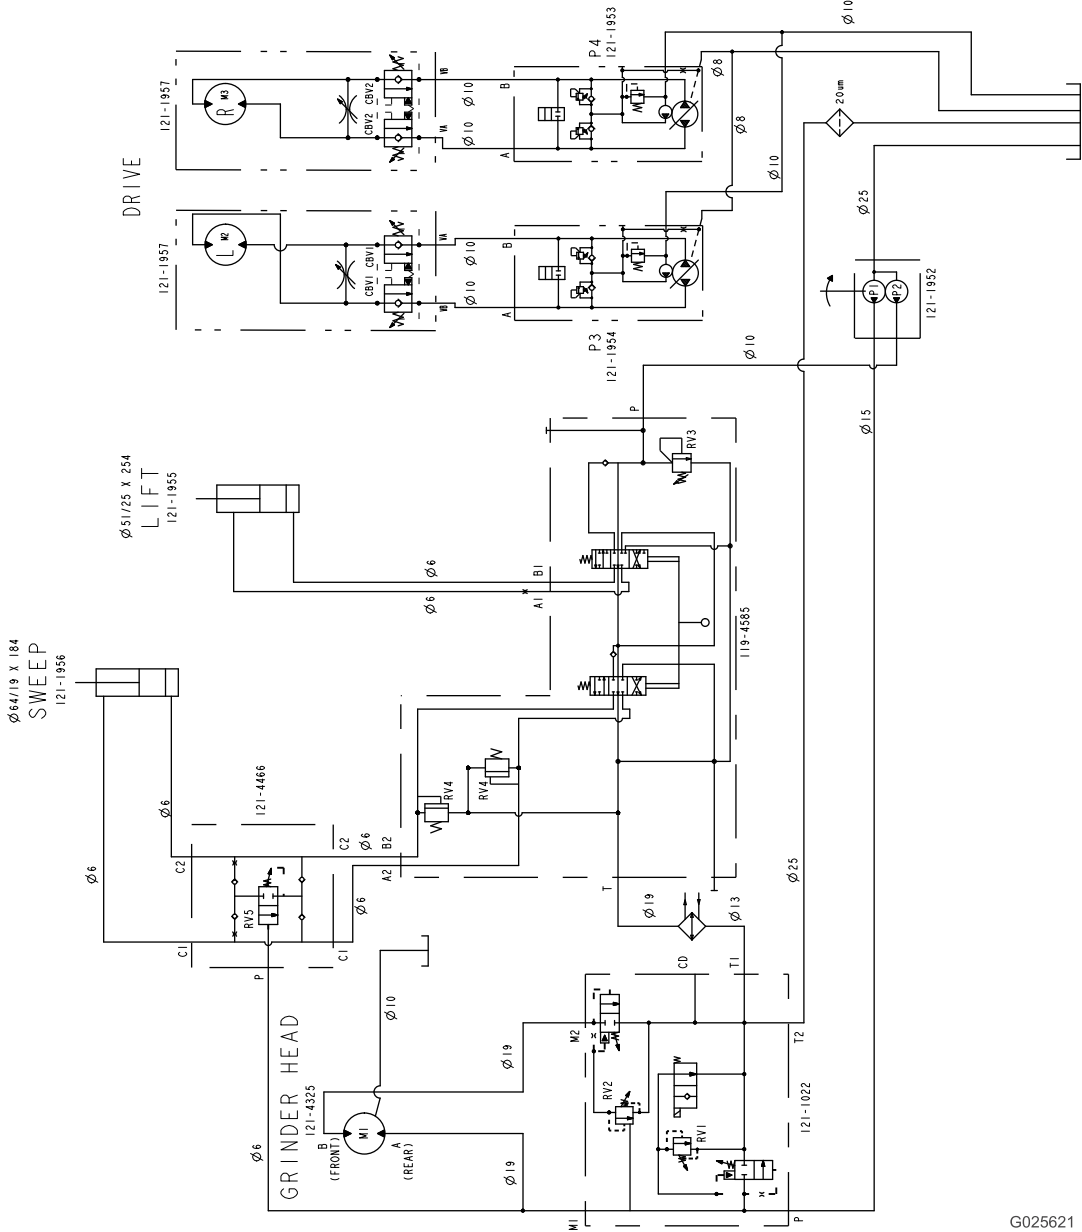 DRIVE
121-1957
R
M3
CBV2
CBV2
VB
VA
Ø10
Ø10
B
A
P4
121-1953
Ø8
Ø10
121-1957
L
M2
CBV1
CBV1
VA
VB
Ø10
Ø10
B
A
P3
121-1954
Ø8
Ø10
20um
Ø25
P1
P2
121-1952
Ø10
Ø15
Ø51/25 X 254
LIFT
121-1955
Ø6
Ø6
B1
A1
P
RV3
119-4585
Ø64/19 X 184
SWEEP
121-1956
Ø6
Ø6
121-4466
C2
C2
C1
C1
RV5
P
Ø6
Ø6
B2
A2
RV4
RV4
T
Ø19
Ø13
Ø25
GRINDER HEAD
121-4325
Ø6
B
(FRONT)
M1
A
(REAR)
Ø10
Ø19
Ø19
M2
CD
T1
T2
RV2
RV1
M1
P
121-1022
G025621